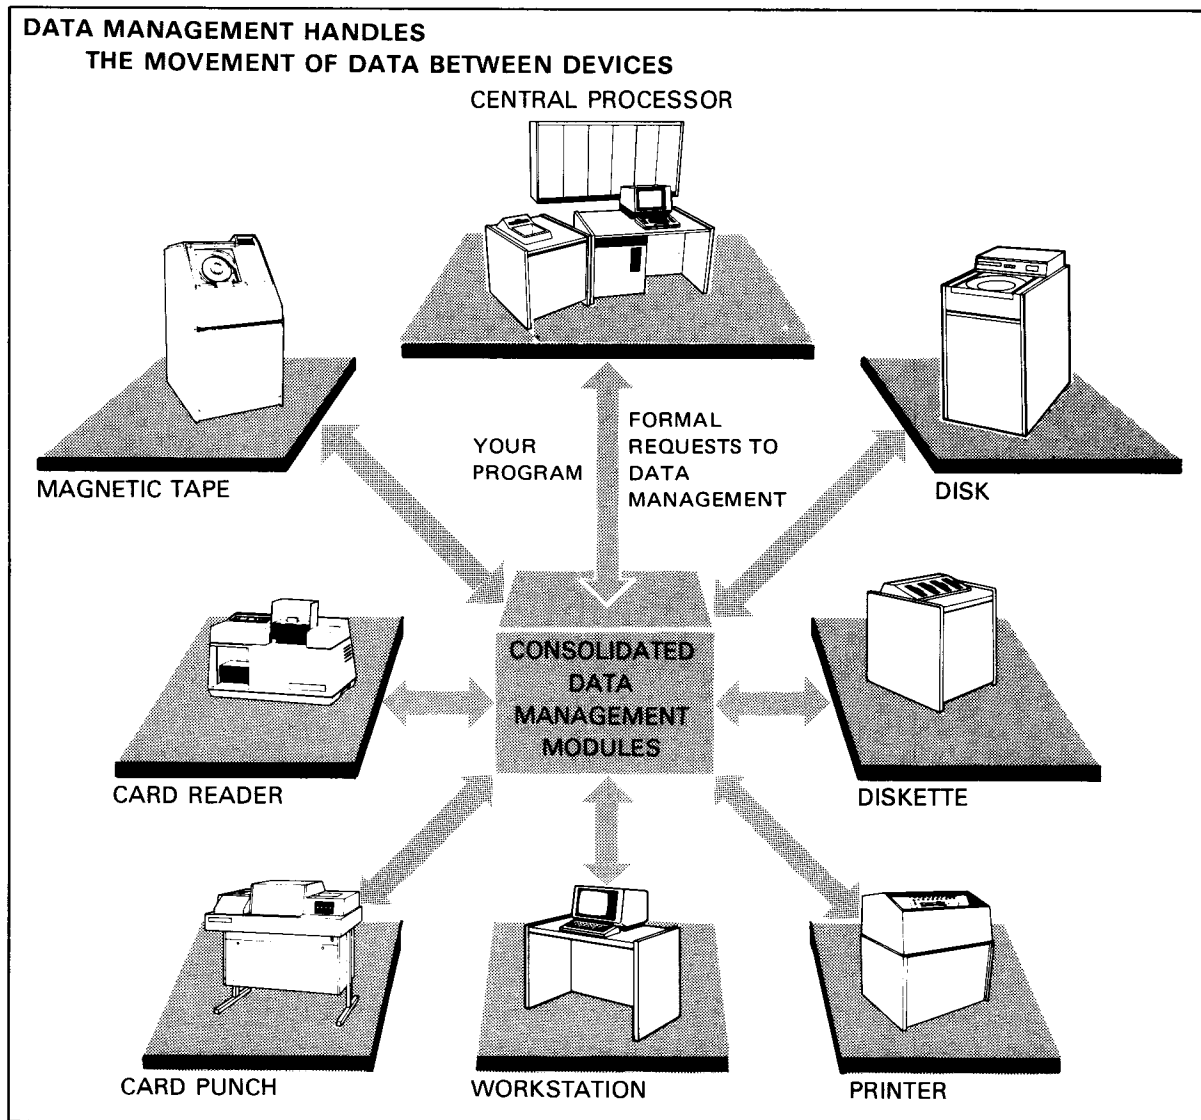 DATA MANAGEMENT HANDLES
THE MOVEMENT OF DATA BETWEEN DEVICES
CENTRAL PROCESSOR
MAGNETIC TAPE
YOUR
PROGRAM
FORMAL
REQUESTS TO
DATA
MANAGEMENT
DISK
CONSOLIDATED
DATA
MANAGEMENT
MODULES
CARD READER
DISKETTE
CARD PUNCH
WORKSTATION
PRINTER